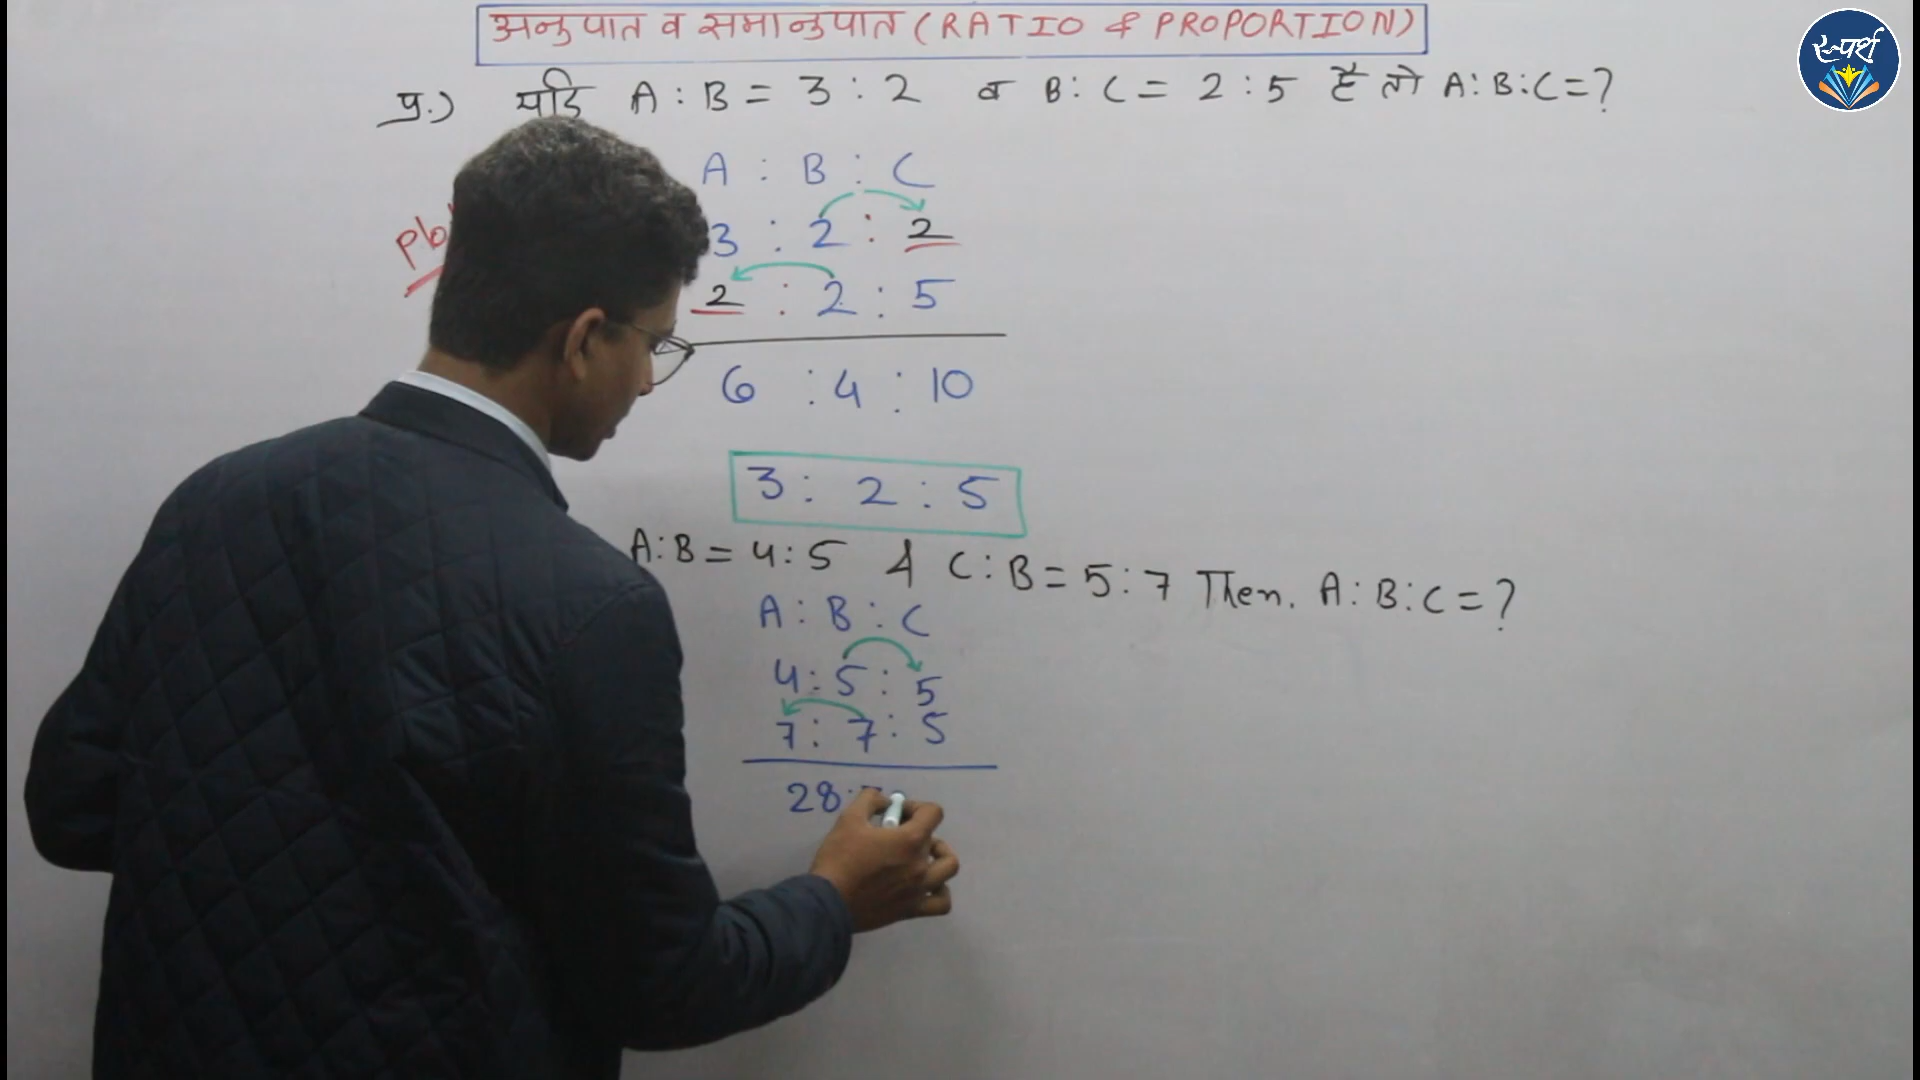 अनुपात व समानुपात (RATIO & PROPORTION)
स्पर्श
प्र.) यदि A : B = 3 : 2 व B : C = 2 : 5 है तो A : B : C = ?
A : B : C
3 : 2 : 2
2 : 2 : 5
6 : 4 : 10
3 : 2 : 5
A : B = 4 : 5 & C : B = 5 : 7 Then. A : B : C = ?
A : B : C
4 : 5 : 5
7 : 7 : 5
28 :